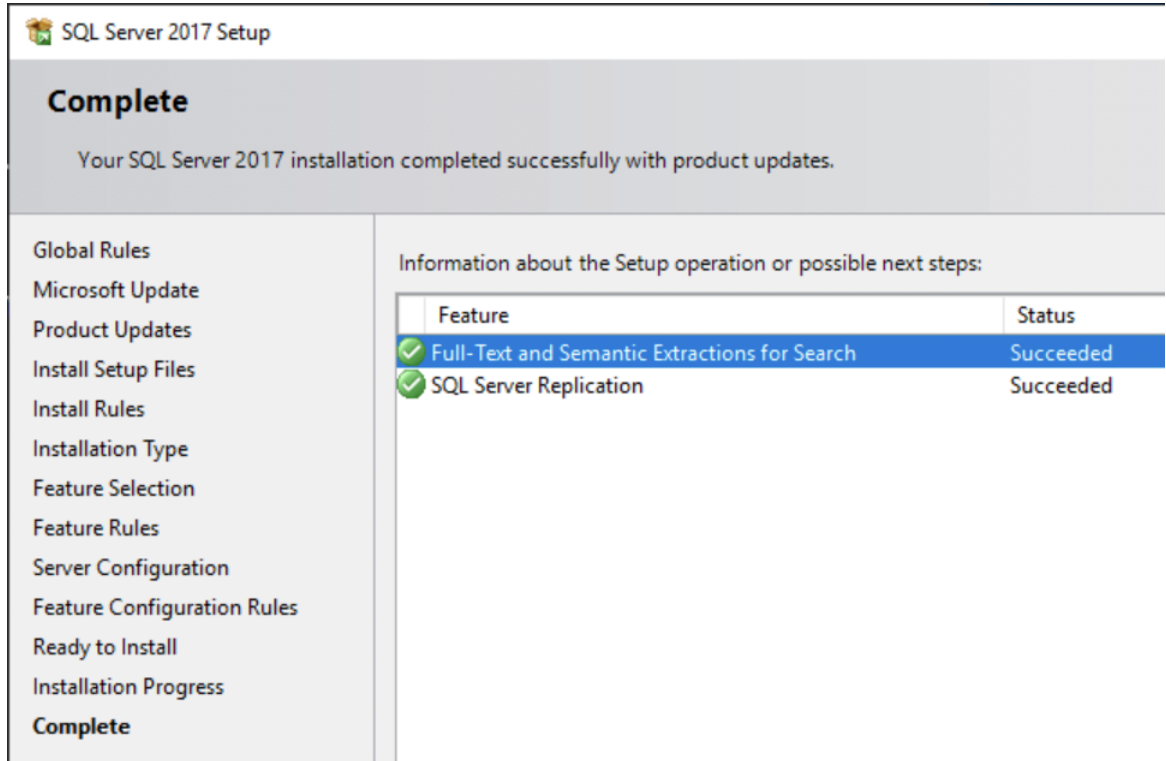 SQL Server 2017 Setup
Complete
Your SQL Server 2017 installation completed successfully with product updates.
Global Rules
Microsoft Update
Product Updates
Install Setup Files
Install Rules
Installation Type
Feature Selection
Feature Rules
Server Configuration
Feature Configuration Rules
Ready to Install
Installation Progress
Complete
Information about the Setup operation or possible next steps:
Feature Status
Full-Text and Semantic Extractions for Search Succeeded
SQL Server Replication Succeeded